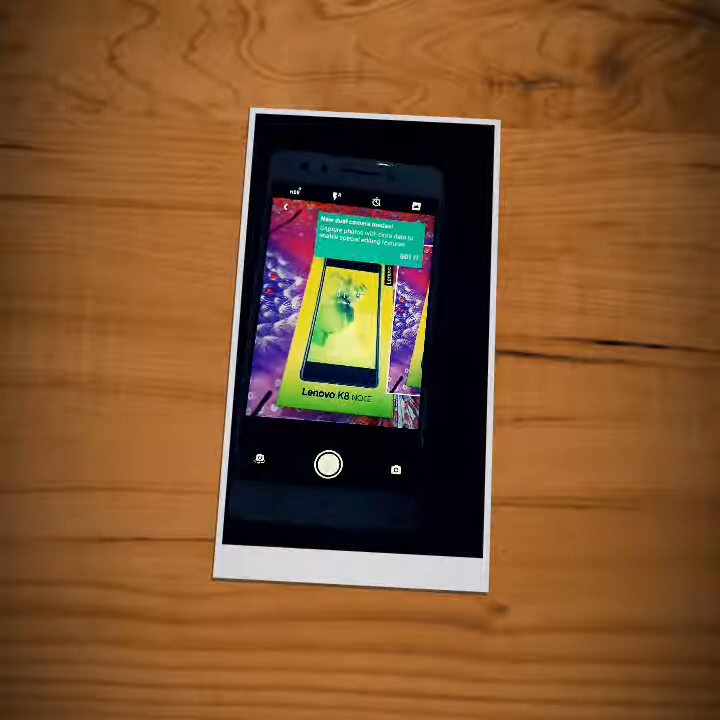 New dual camera modes!
Capture photos with extra data to
enable special editing features
GOT IT
Lenovo
Lenovo K8 NOTE